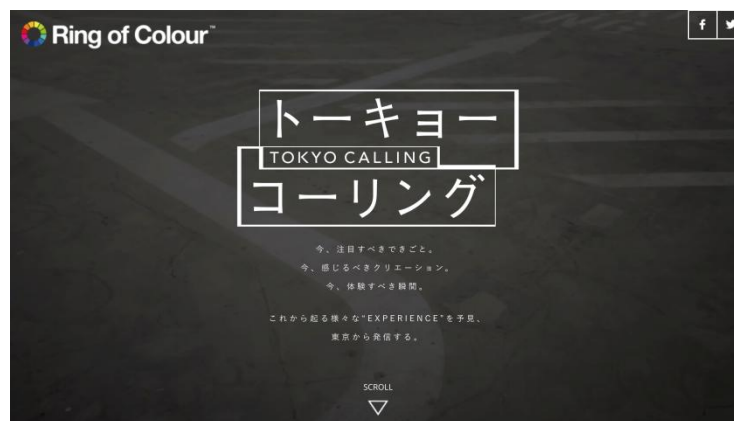 Ring of Colour™
トーキョー
TOKYO CALLING
コーリング
今、注目すべきできごと。
今、感じるべきクリエーション。
今、体験すべき瞬間。
これから起る様々な“EXPERIENCE”を予見、
東京から発信する。
SCROLL